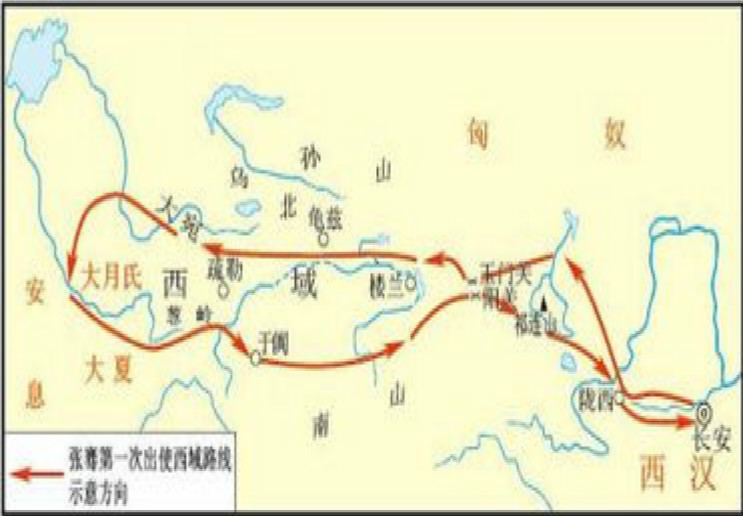 匈 奴
乌 孙 山
北
龟兹
大宛
玉门关
阳关
大月氏
西 域
疏勒
楼兰
安
葱 岭
祁连山
于阗
大夏
息
陇西
南 山
长安
西 汉
张骞第一次出使西域路线
示意方向